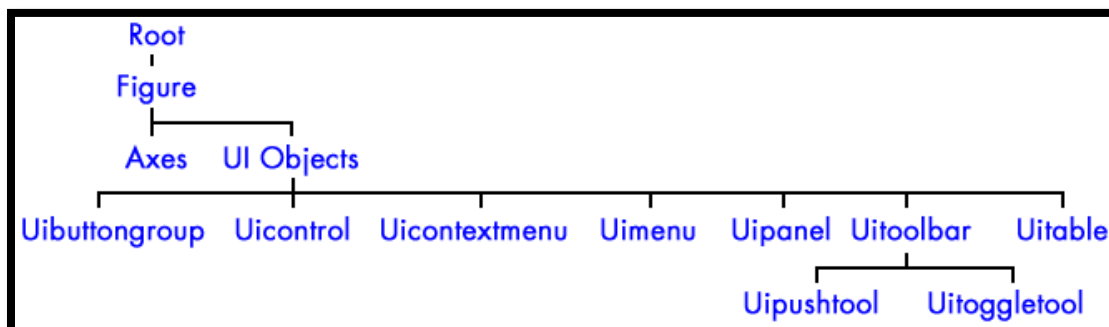 Root
Figure
Axes UI Objects
Uibuttongroup Uicontrol Uicontextmenu Uimenu Uipanel Uitoolbar Uitable
Uipushtool Uitoggletool